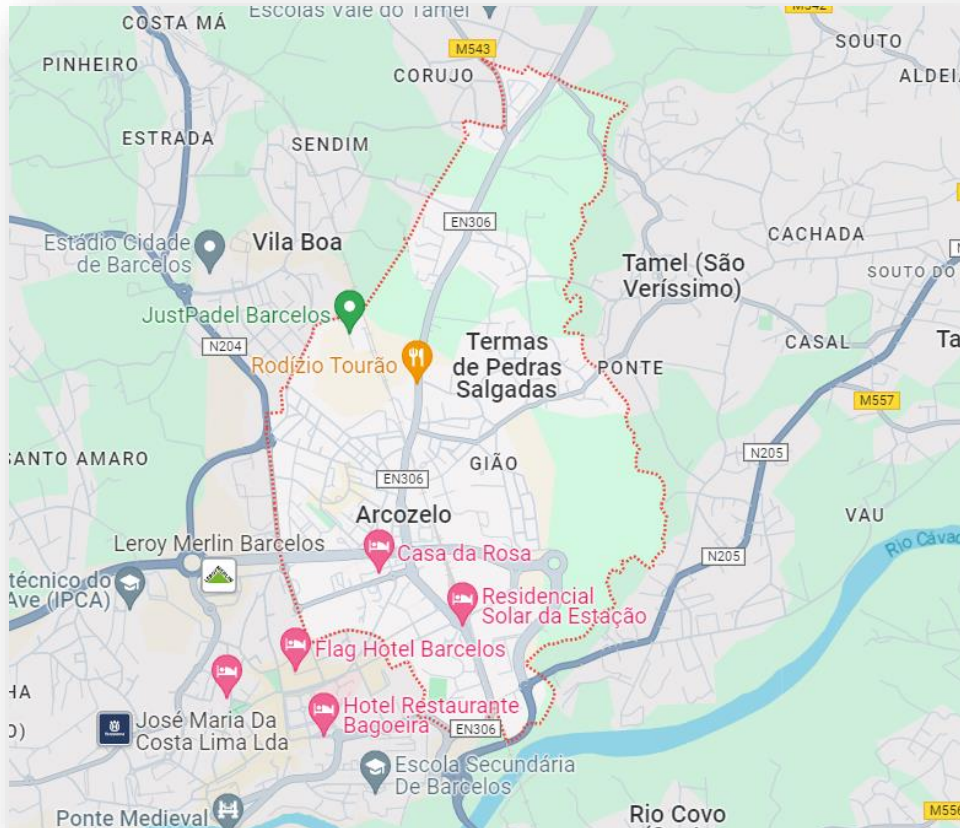 Escolas Vale do Tamel
M542
COSTA MÁ
M543
SOUTO
PINHEIRO
CORUJO
ALDEI
ESTRADA
SENDIM
EN306
CACHADA
Estádio Cidade
de Barcelos
Vila Boa
Tamel (São
Veríssimo)
SOUTO DO
JustPadel Barcelos
N204
Termas
de Pedras
Salgadas
CASAL
Ta
Rodízio Tourão
PONTE
M557
SANTO AMARO
GIÃO
N205
EN306
Arcozelo
VAU
Leroy Merlin Barcelos
Casa da Rosa
N205
Rio Cávad
técnico do
Ave (IPCA)
Residencial
Solar da Estação
Flag Hotel Barcelos
HA
O)
José Maria Da
Costa Lima Lda
Hotel Restaurante
Bagoeira
EN306
Escola Secundária
De Barcelos
Ponte Medieval
Rio Covo
M556